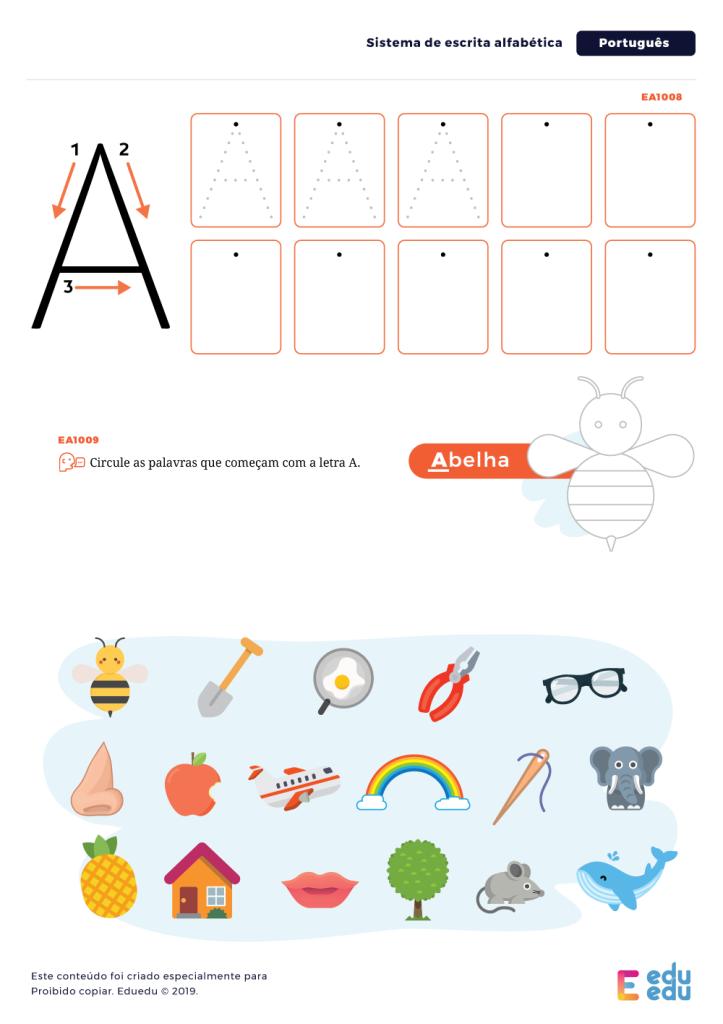 Sistema de escrita alfabética
Português
EA1008
1 2
3
EA1009
Circule as palavras que começam com a letra A.
Abelha
Este conteúdo foi criado especialmente para
Proibido copiar. Eduedu © 2019.
E edu
edu